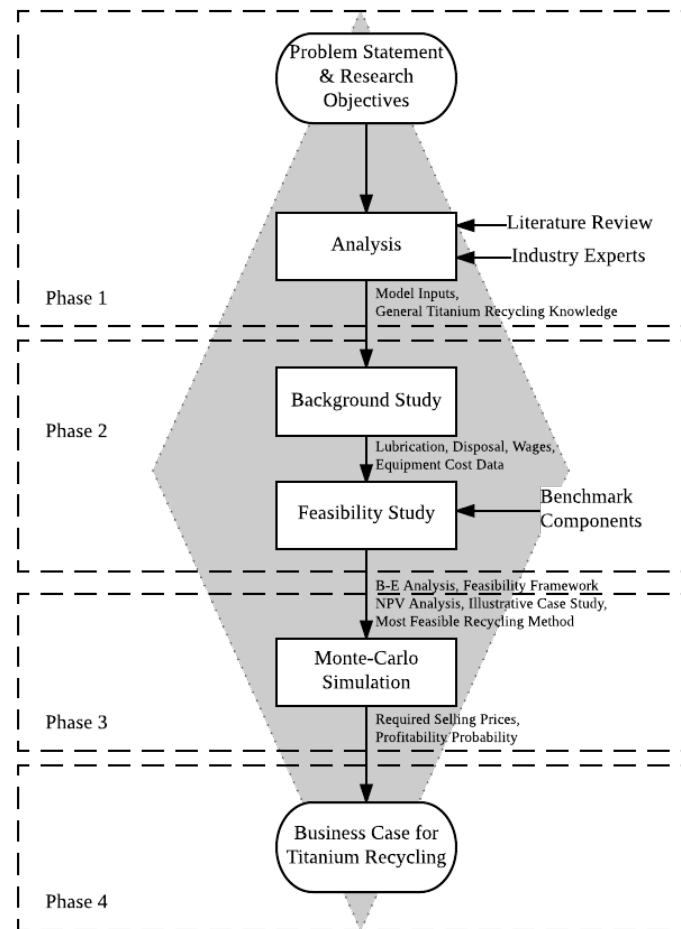 Problem Statement
& Research
Objectives
Analysis
Literature Review
Industry Experts
Phase 1
Model Inputs,
General Titanium Recycling Knowledge
Phase 2
Background Study
Lubrication, Disposal, Wages,
Equipment Cost Data
Feasibility Study
Benchmark
Components
B-E Analysis, Feasibility Framework
NPV Analysis, Illustrative Case Study,
Most Feasible Recycling Method
Monte-Carlo
Simulation
Phase 3
Required Selling Prices,
Profitability Probability
Business Case for
Titanium Recycling
Phase 4